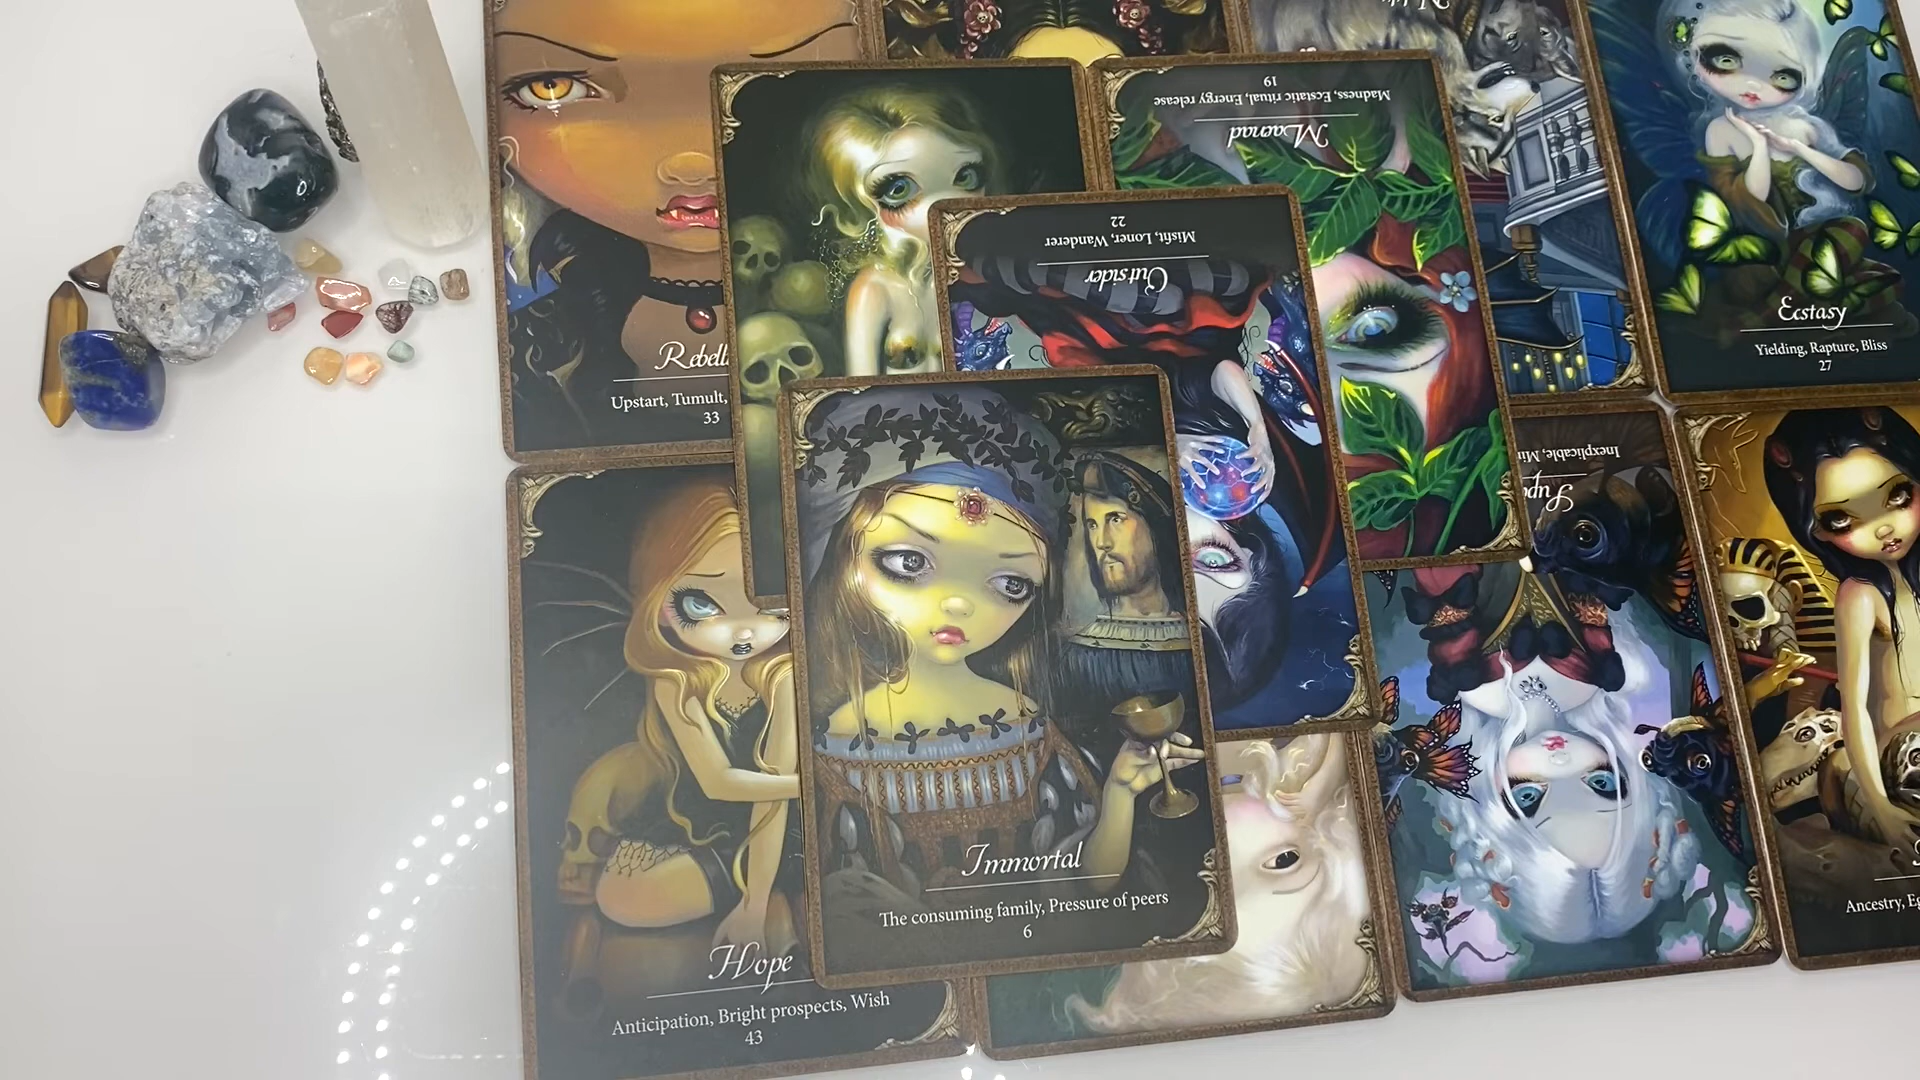 Madness, Ecstatic ritual, Energy release
19
Maenad
Misfit, Loner, Wanderer
22
Outsider
Ecstasy
Yielding, Rapture, Bliss
27
Upstart, Tumult,
33
Inexplicable,
Immortal
The consuming family, Pressure of peers
6
Hope
Anticipation, Bright prospects, Wish
43
Ancestry,